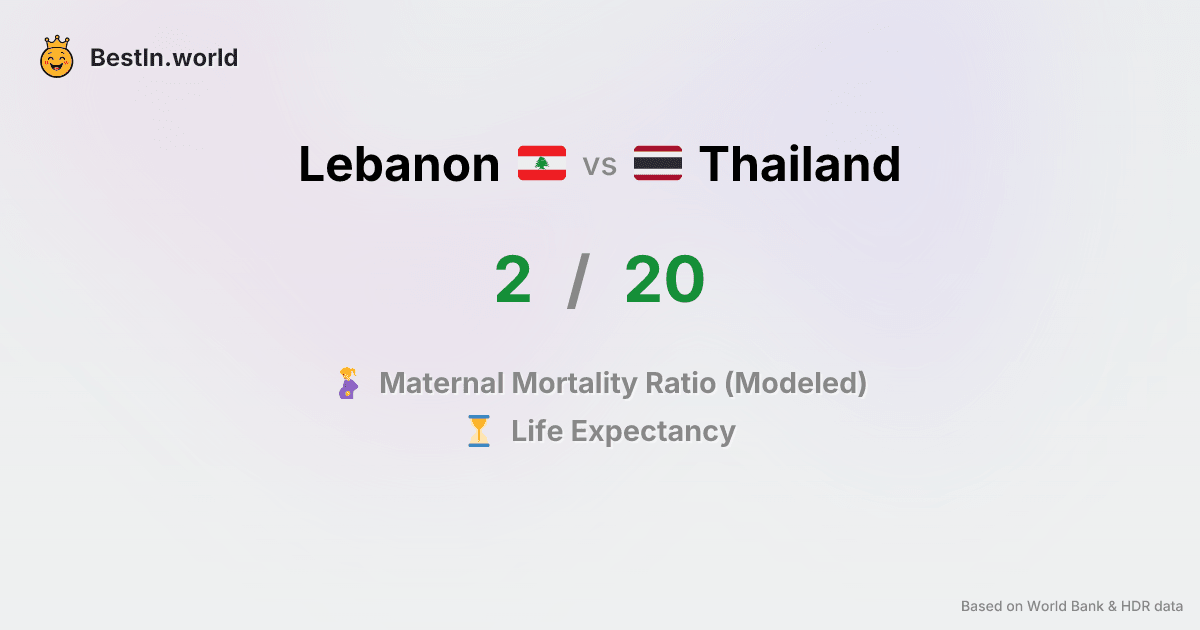 BestIn.world
Lebanon vs Thailand
2 / 20
Maternal Mortality Ratio (Modeled)
Life Expectancy
Based on World Bank & HDR data